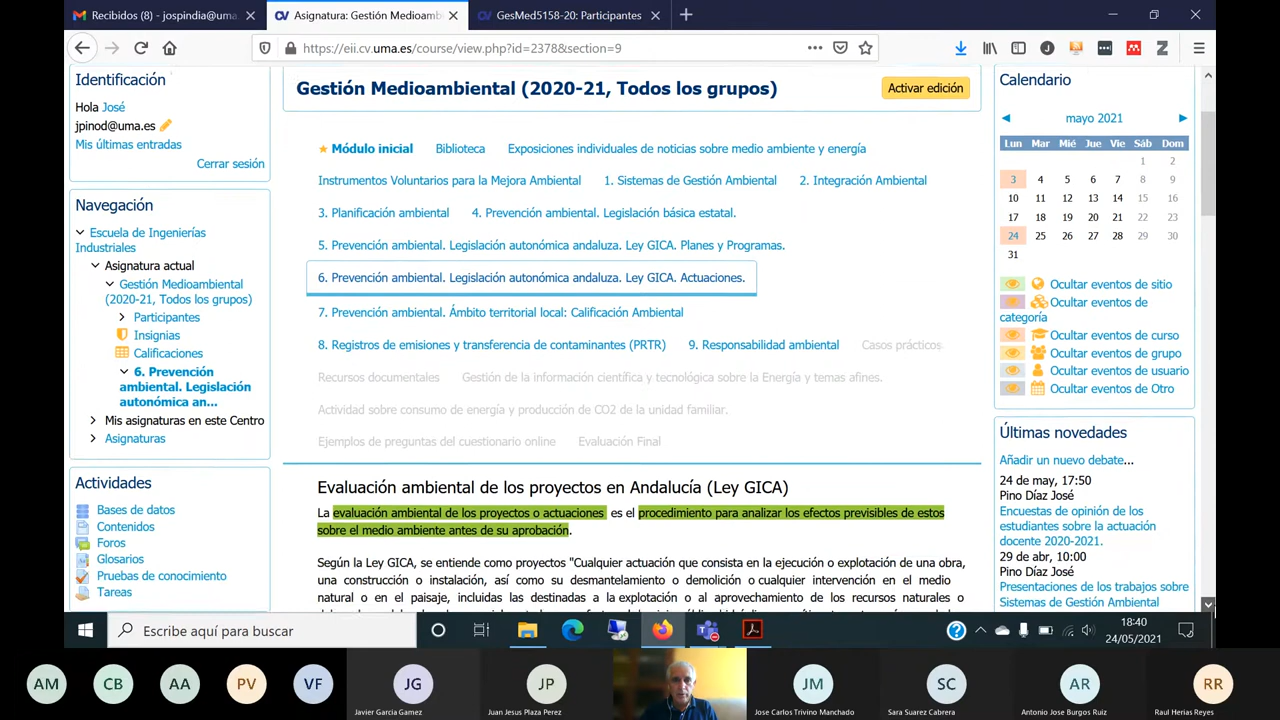 Recibidos (8) - jospindia@uma.
Asignatura: Gestión Medioamb
GesMed5158-20: Participantes
https://eii.cv.uma.es/course/view.php?id=2378&section=9
Identificación
Hola José
jpinod@uma.es
Mis últimas entradas
Cerrar sesión
Navegación
Escuela de Ingenierías
Industriales
Asignatura actual
Gestión Medioambiental
(2020-21, Todos los grupos)
Participantes
Insignias
Calificaciones
6. Prevención
ambiental. Legislación
autonómica an...
Mis asignaturas en este Centro
Asignaturas
Actividades
Bases de datos
Contenidos
Foros
Glosarios
Pruebas de conocimiento
Tareas
Gestión Medioambiental (2020-21, Todos los grupos)
Activar edición
Módulo inicial Biblioteca Exposiciones individuales de noticias sobre medio ambiente y energía
Instrumentos Voluntarios para la Mejora Ambiental 1. Sistemas de Gestión Ambiental 2. Integración Ambiental
3. Planificación ambiental 4. Prevención ambiental. Legislación básica estatal.
5. Prevención ambiental. Legislación autonómica andaluza. Ley GICA. Planes y Programas.
6. Prevención ambiental. Legislación autonómica andaluza. Ley GICA. Actuaciones.
7. Prevención ambiental. Ámbito territorial local: Calificación Ambiental
8. Registros de emisiones y transferencia de contaminantes (PRTR) 9. Responsabilidad ambiental Casos prácticos
Recursos documentales Gestión de la información científica y tecnológica sobre la Energía y temas afines.
Actividad sobre consumo de energía y producción de CO2 de la unidad familiar.
Ejemplos de preguntas del cuestionario online Evaluación Final
Evaluación ambiental de los proyectos en Andalucía (Ley GICA)
La evaluación ambiental de los proyectos o actuaciones es el procedimiento para analizar los efectos previsibles de estos
sobre el medio ambiente antes de su aprobación.
Según la Ley GICA, se entiende como proyectos "Cualquier actuación que consista en la ejecución o explotación de una obra,
una construcción o instalación, así como su desmantelamiento o demolición o cualquier intervención en el medio
natural o en el paisaje, incluidas las destinadas a la explotación o al aprovechamiento de los recursos naturales o
Calendario
mayo 2021
Lun Mar Mié Jue Vie Sáb Dom
1 2
3 4 5 6 7 8 9
10 11 12 13 14 15 16
17 18 19 20 21 22 23
24 25 26 27 28 29 30
31
Ocultar eventos de sitio
Ocultar eventos de
categoría
Ocultar eventos de curso
Ocultar eventos de grupo
Ocultar eventos de usuario
Ocultar eventos de Otro
Últimas novedades
Añadir un nuevo debate...
24 de may, 17:50
Pino Díaz José
Encuestas de opinión de los
estudiantes sobre la actuación
docente 2020-2021.
29 de abr, 10:00
Pino Díaz José
Presentaciones de los trabajos sobre
Sistemas de Gestión Ambiental
Escribe aquí para buscar
18:40
24/05/2021
AM CB AA PV VF JG JP JM SC AR RR
Javier Garcia Gamez
Juan Jesus Plaza Perez
Jose Carlos Trivino Manchado
Sara Suarez Cabrera
Antonio Jose Burgos Ruiz
Raul Herias Reyes